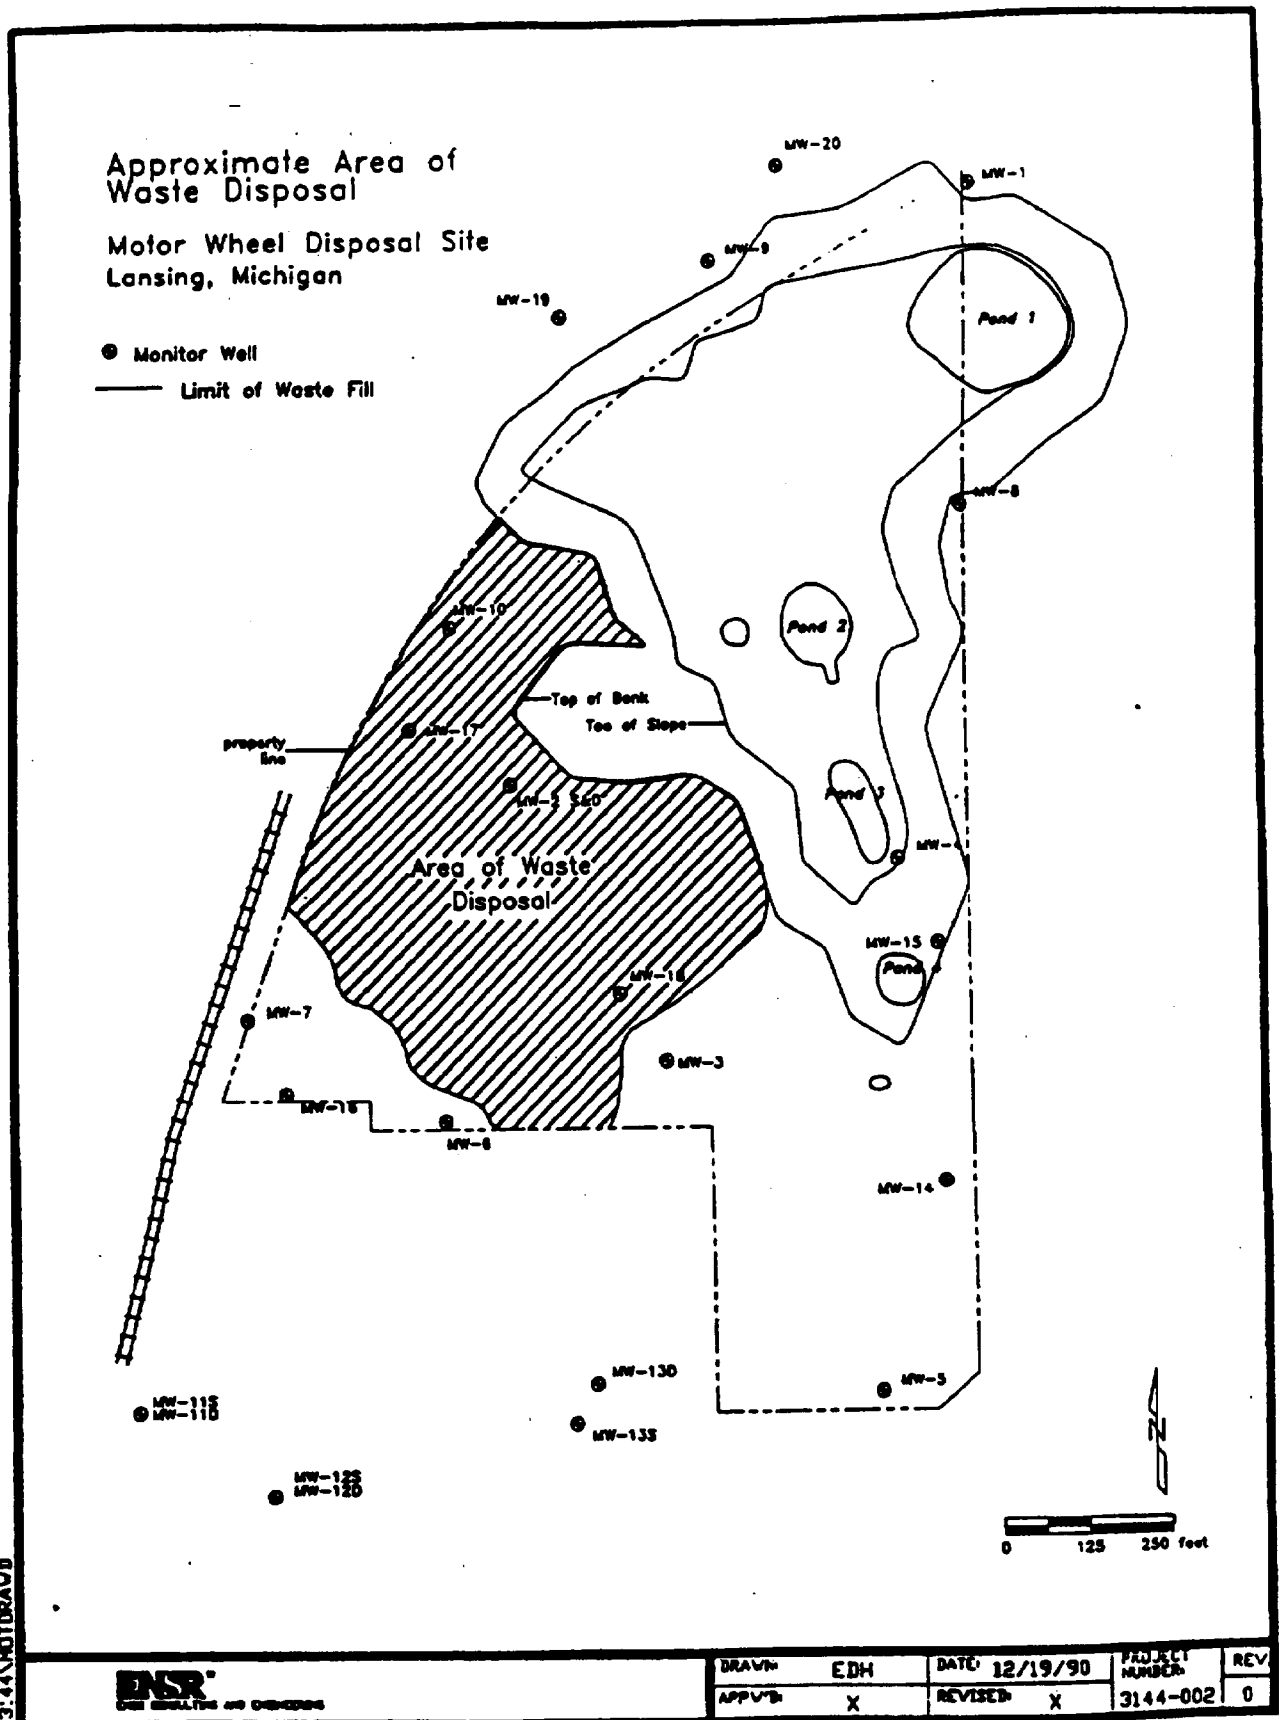 Approximate Area of
Waste Disposal
Motor Wheel Disposal Site
Lansing, Michigan
Monitor Well
Limit of Waste Fill
MW-20
MW-1
MW-9
MW-19
Pond 1
MW-8
MW-10
Pond 2
Top of Bank
Toe of Slope
MW-17
property
line
MW-2 S&D
Pond 3
MW-4
Area of Waste
Disposal
MW-15
Pond 4
MW-7
MW-3
MW-6
MW-14
MW-13D
MW-5
MW-11S
MW-11D
MW-13S
MW-12S
MW-12D
N
0 125 250 feet
ENSR
DRAWN: EDH
DATE: 12/19/90
PROJECT
NUMBER:
3144-002
REV
0
APPV'D: X
REVISED: X